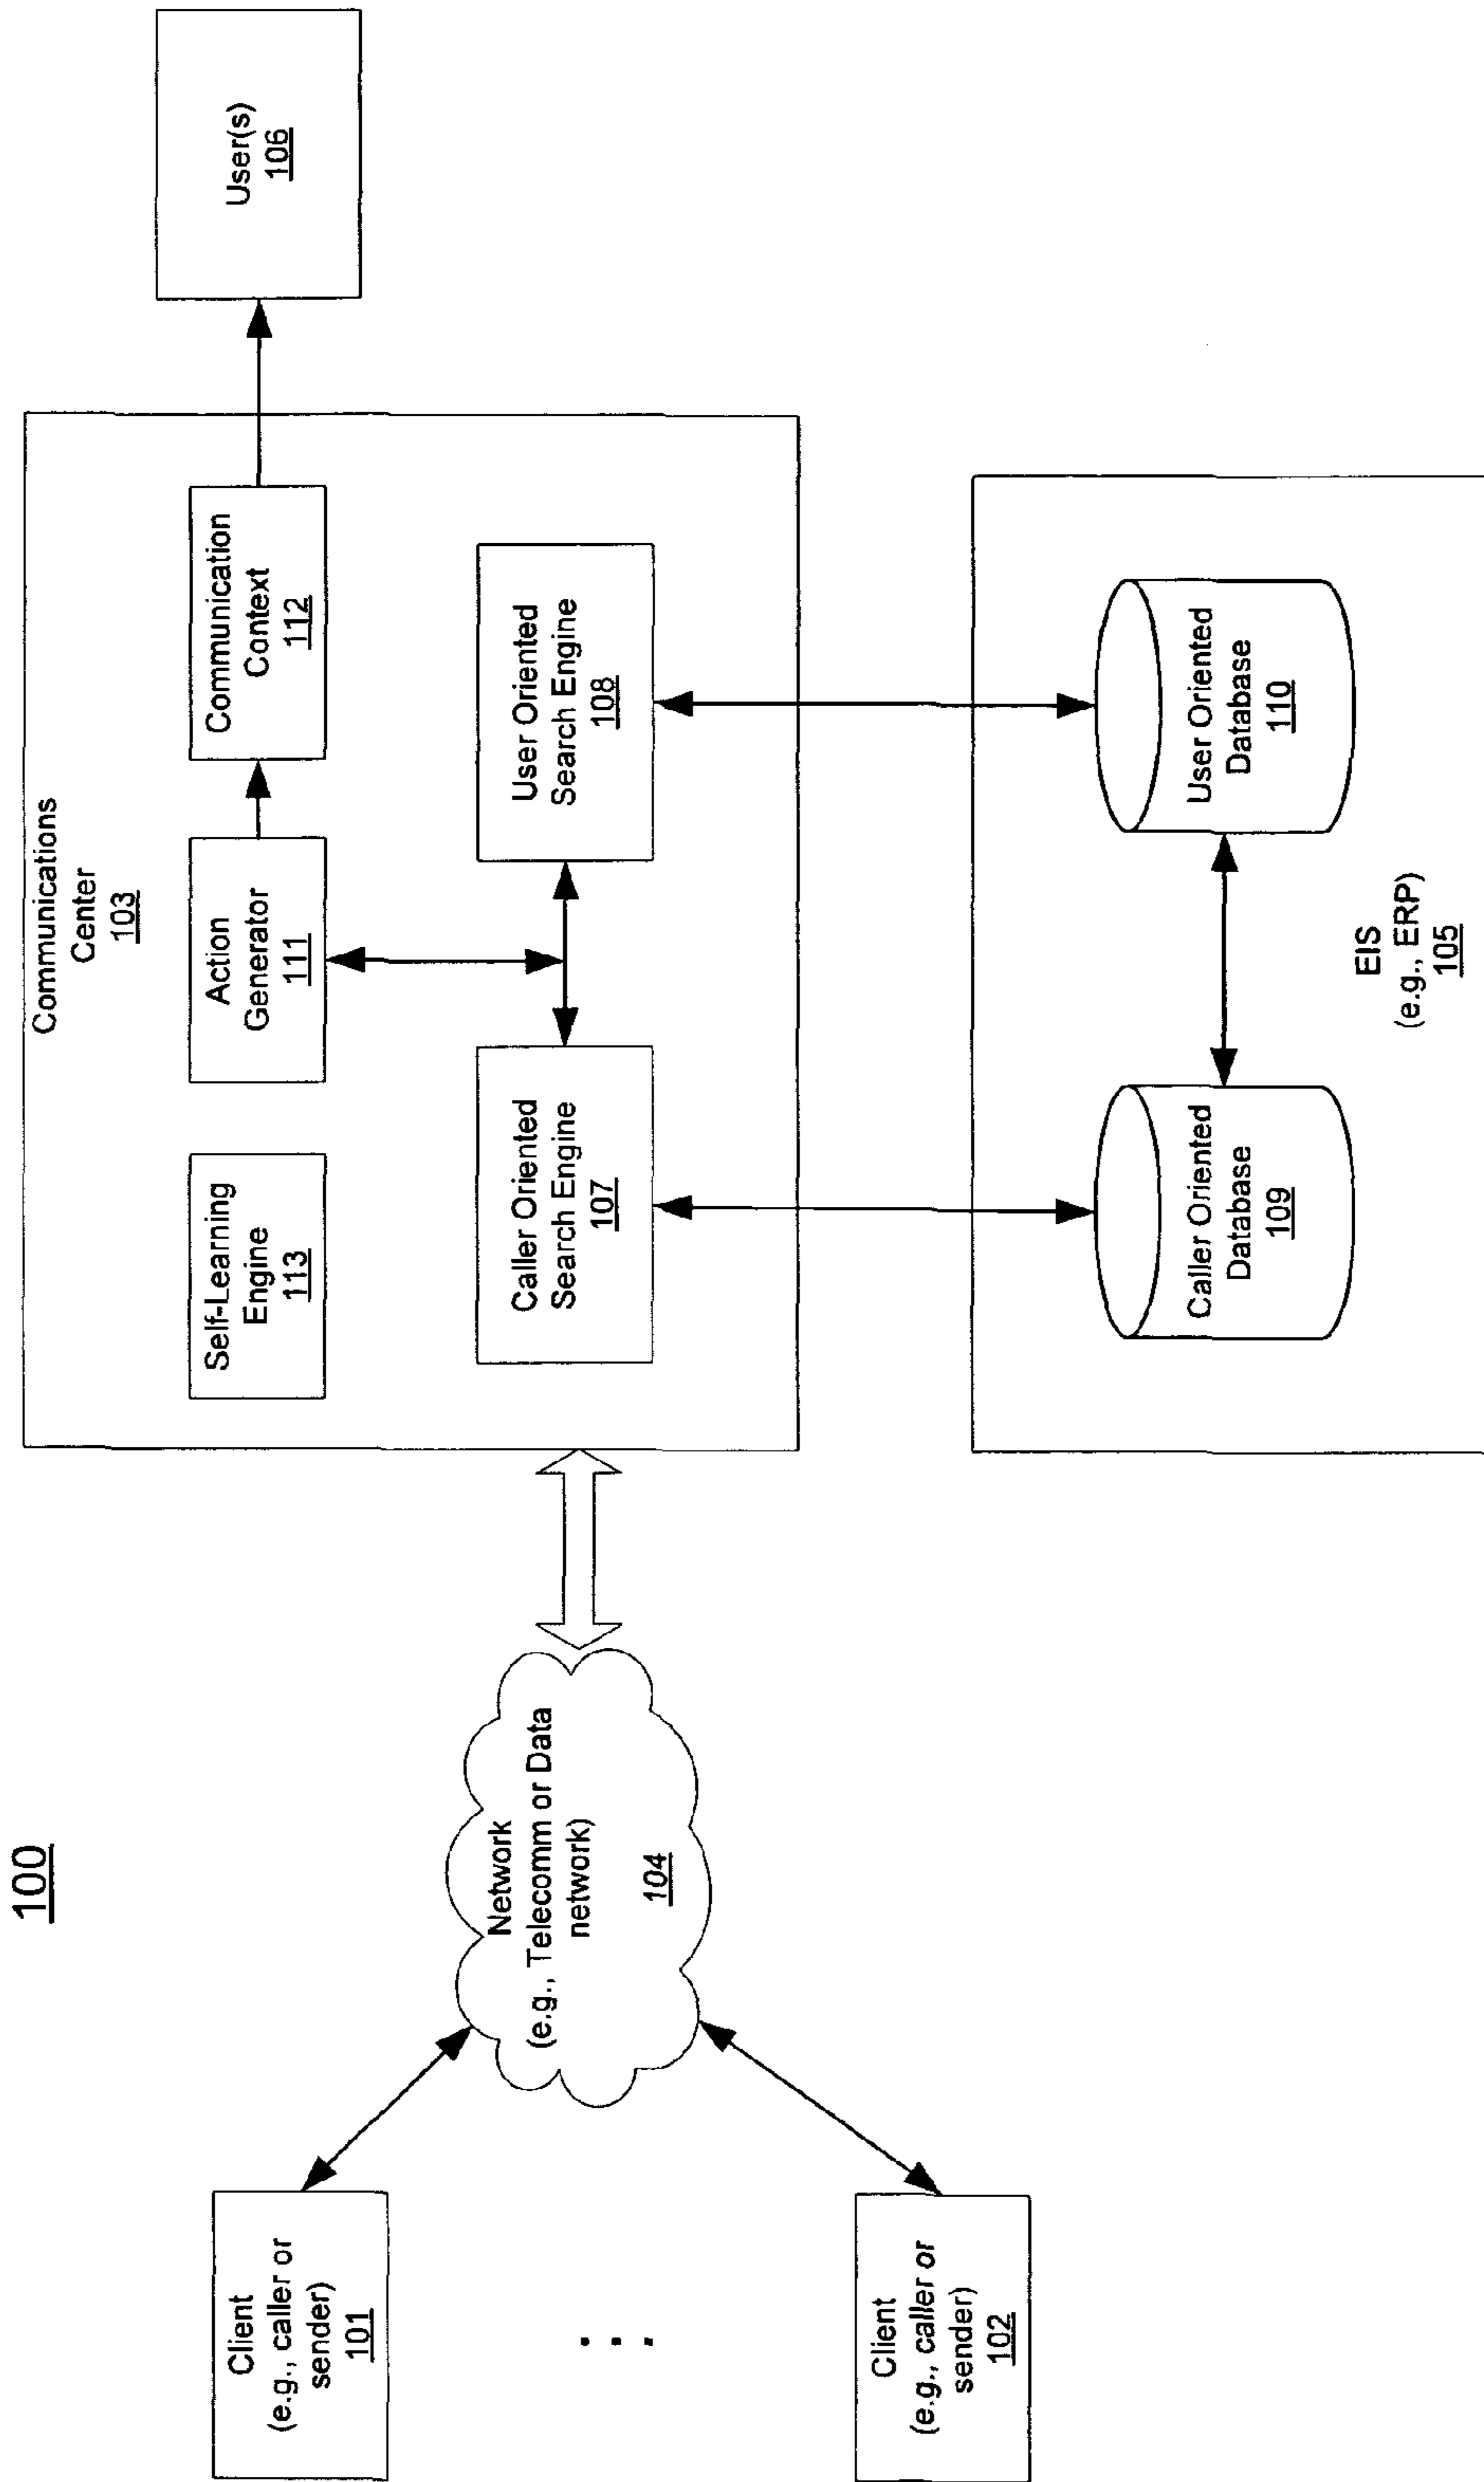 100
Client
(e.g., caller or
sender)
101
. . .
Client
(e.g., caller or
sender)
102
Network
(e.g., Telecomm or Data
network)
104
Communications
Center
103
Self-Learning
Engine
113
Action
Generator
111
Communication
Context
112
Caller Oriented
Search Engine
107
User Oriented
Search Engine
108
User(s)
106
Caller Oriented
Database
109
User Oriented
Database
110
EIS
(e.g., ERP)
105